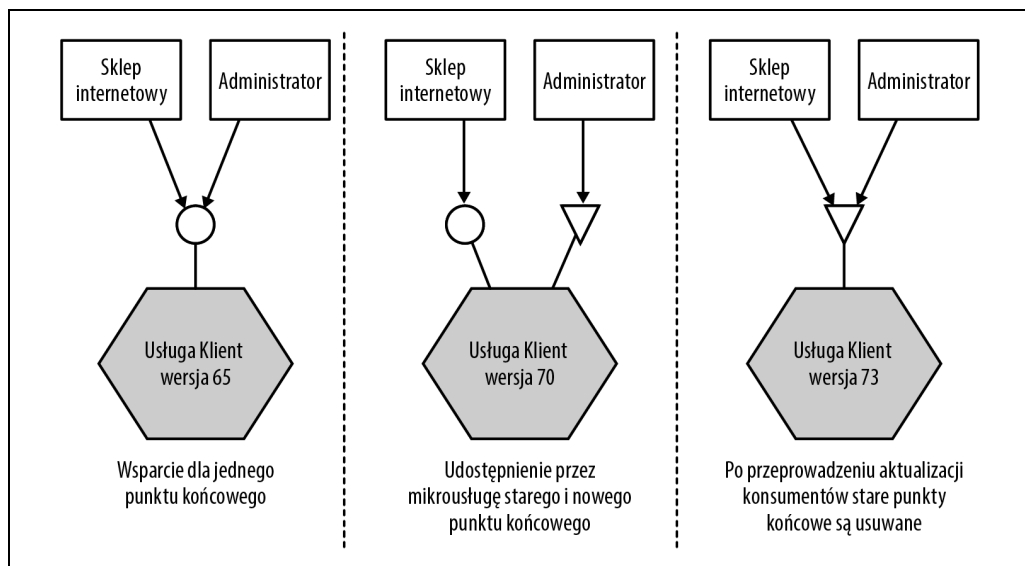 Sklep
internetowy
Administrator
Usługa Klient
wersja 65
Wsparcie dla jednego
punktu końcowego
Sklep
internetowy
Administrator
Usługa Klient
wersja 70
Udostępnienie przez
mikrousługę starego i nowego
punktu końcowego
Sklep
internetowy
Administrator
Usługa Klient
wersja 73
Po przeprowadzeniu aktualizacji
konsumentów stare punkty
końcowe są usuwane